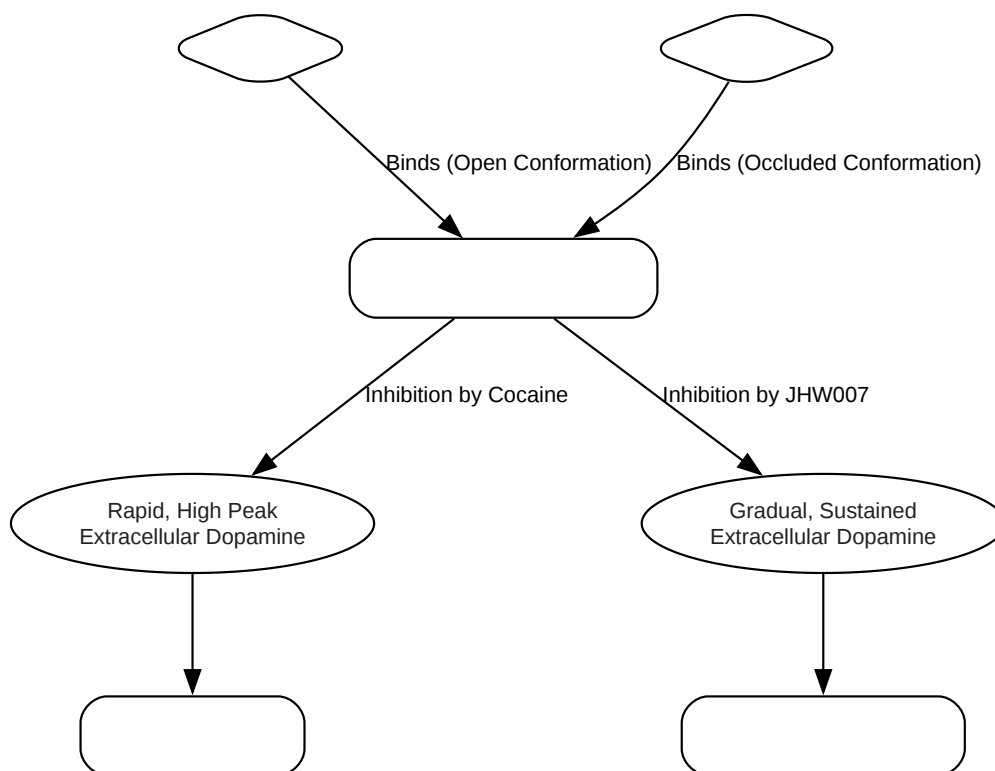 Binds (Open Conformation)
Binds (Occluded Conformation)
Inhibition by Cocaine
Inhibition by JHW007
Rapid, High Peak
Extracellular Dopamine
Gradual, Sustained
Extracellular Dopamine